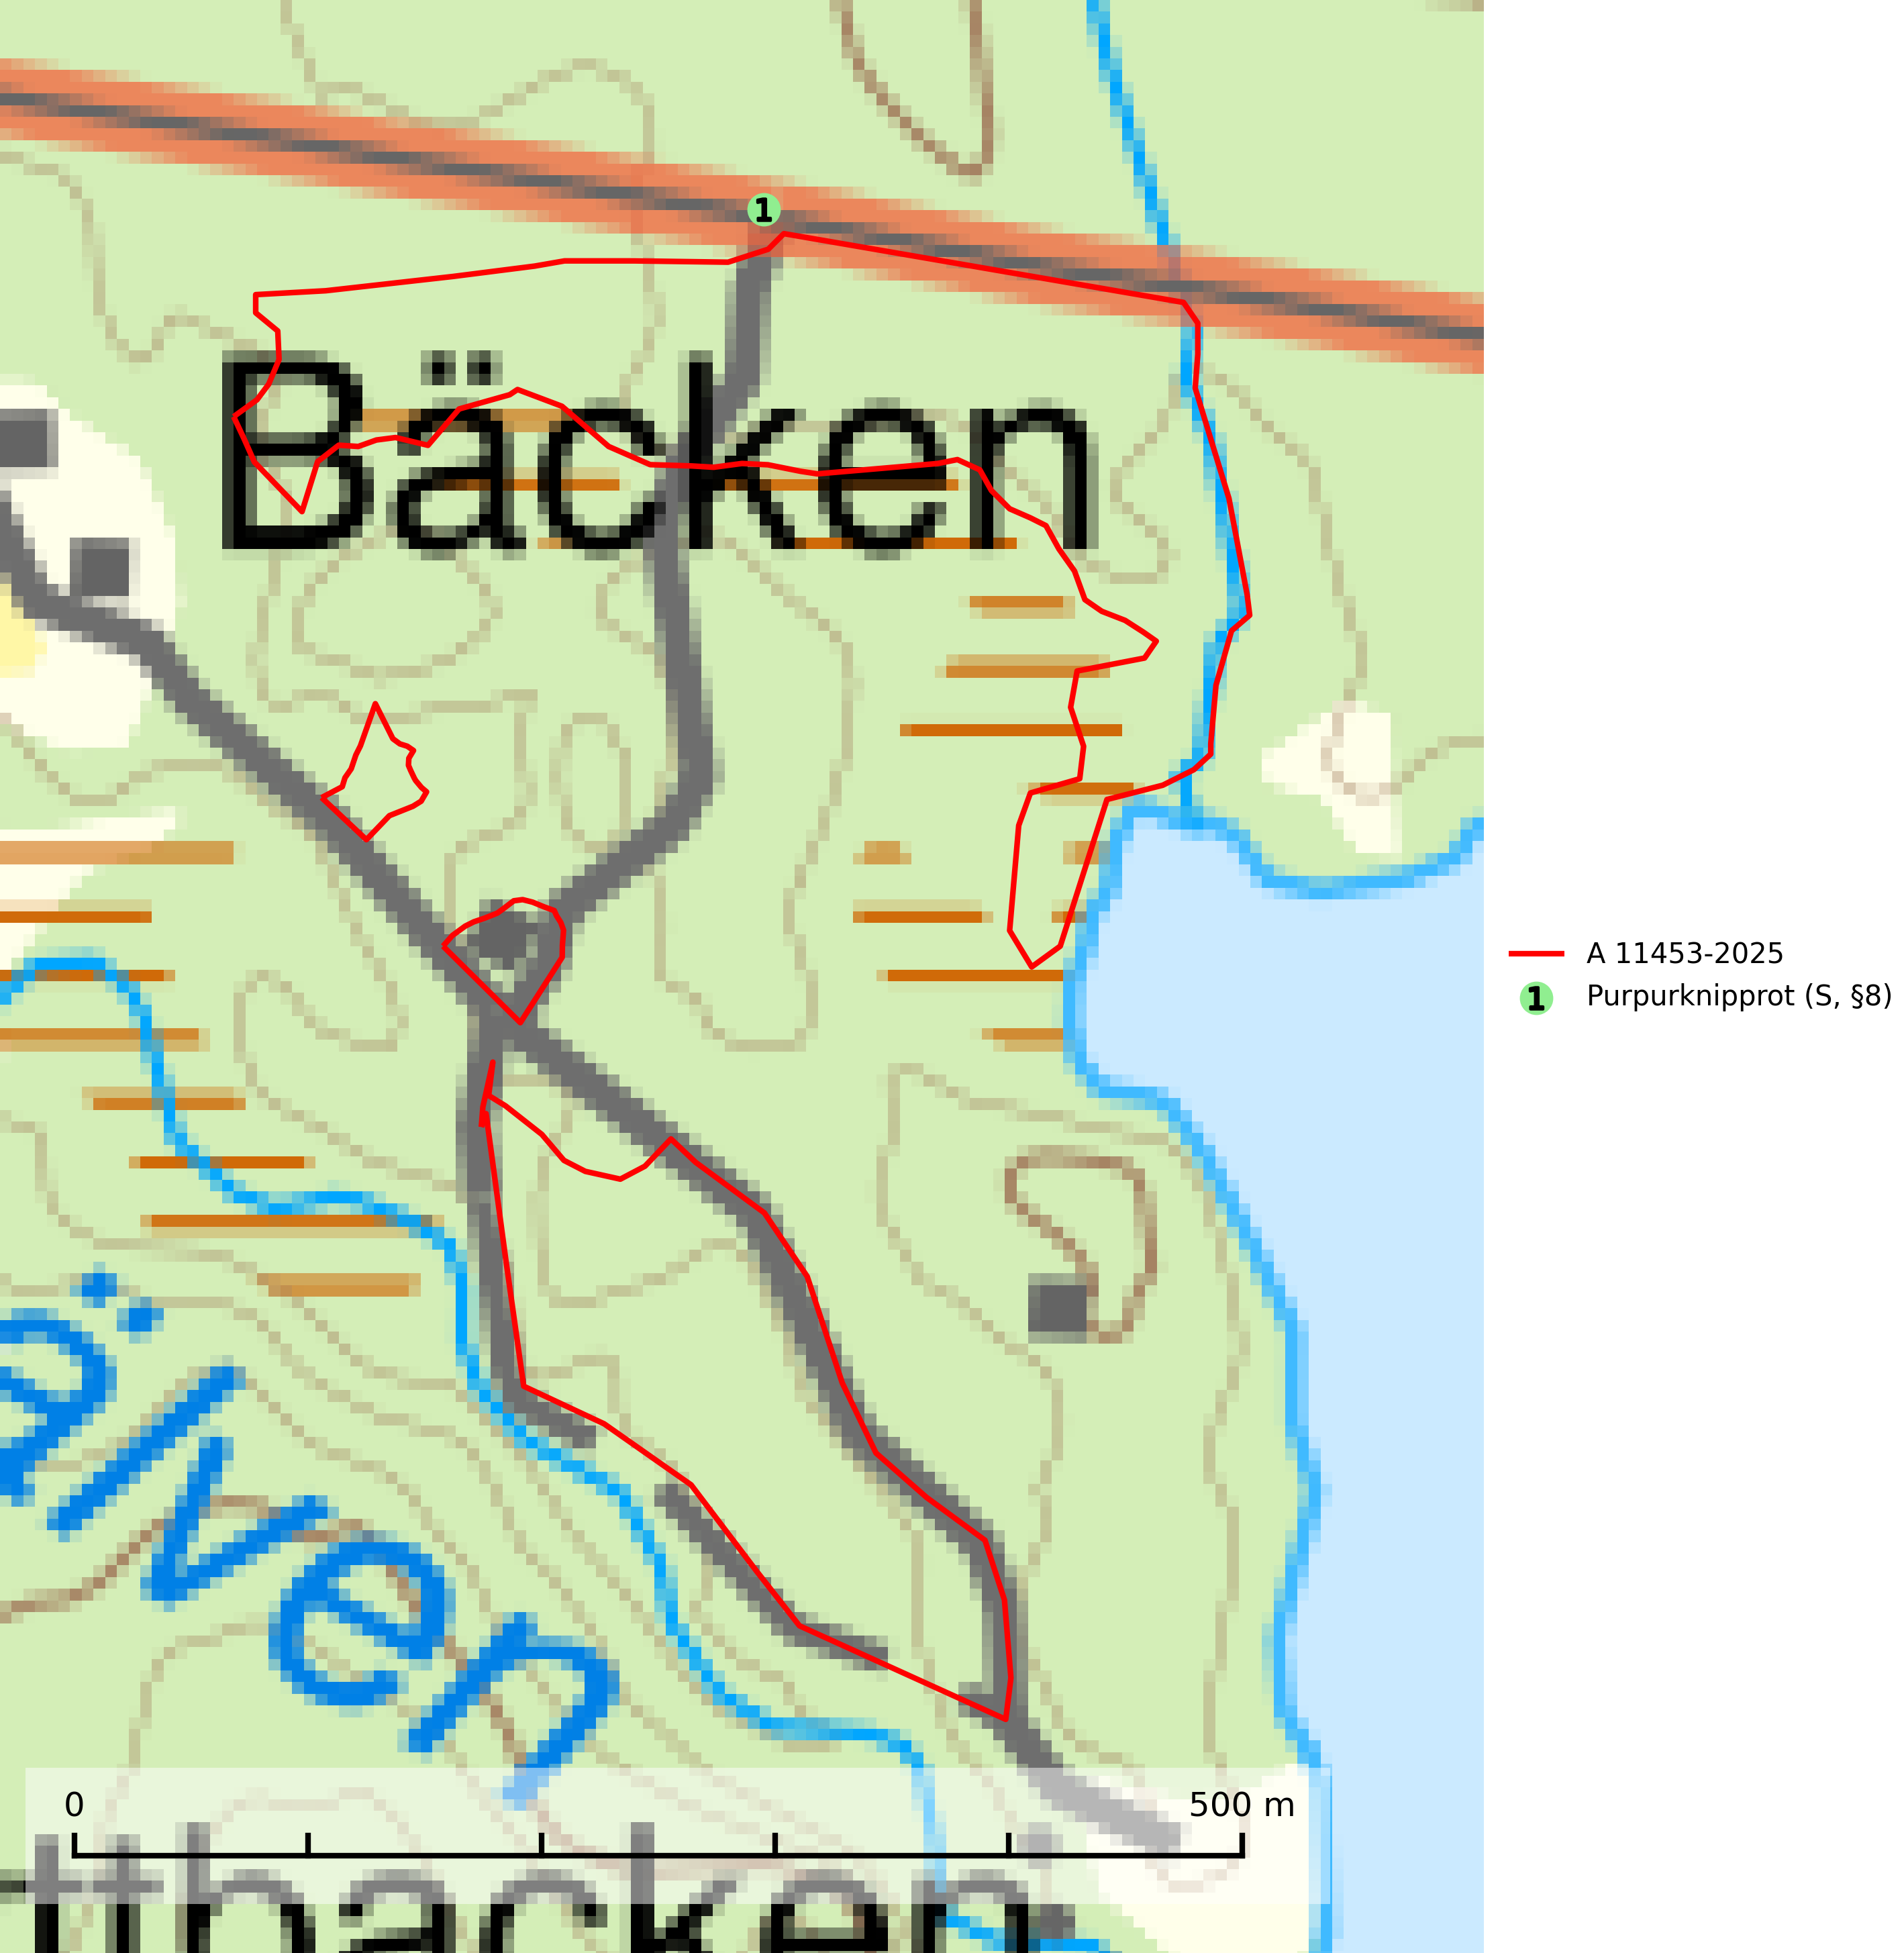 1
Bäcken
A 11453-2025
1 Purpurknipprot (S, §8)
0
500 m